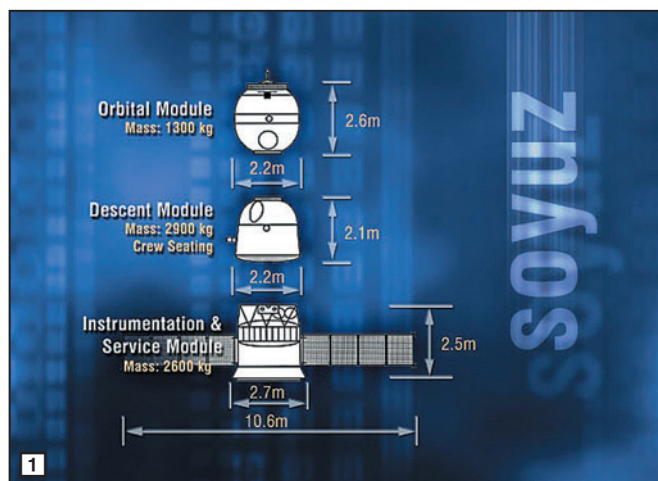 Orbital Module
Mass: 1300 kg
2.6m
2.2m
Descent Module
Mass: 2900 kg
Crew Seating
2.1m
2.2m
Instrumentation &
Service Module
Mass: 2600 kg
2.5m
2.7m
10.6m
soyuz
soyuz
1